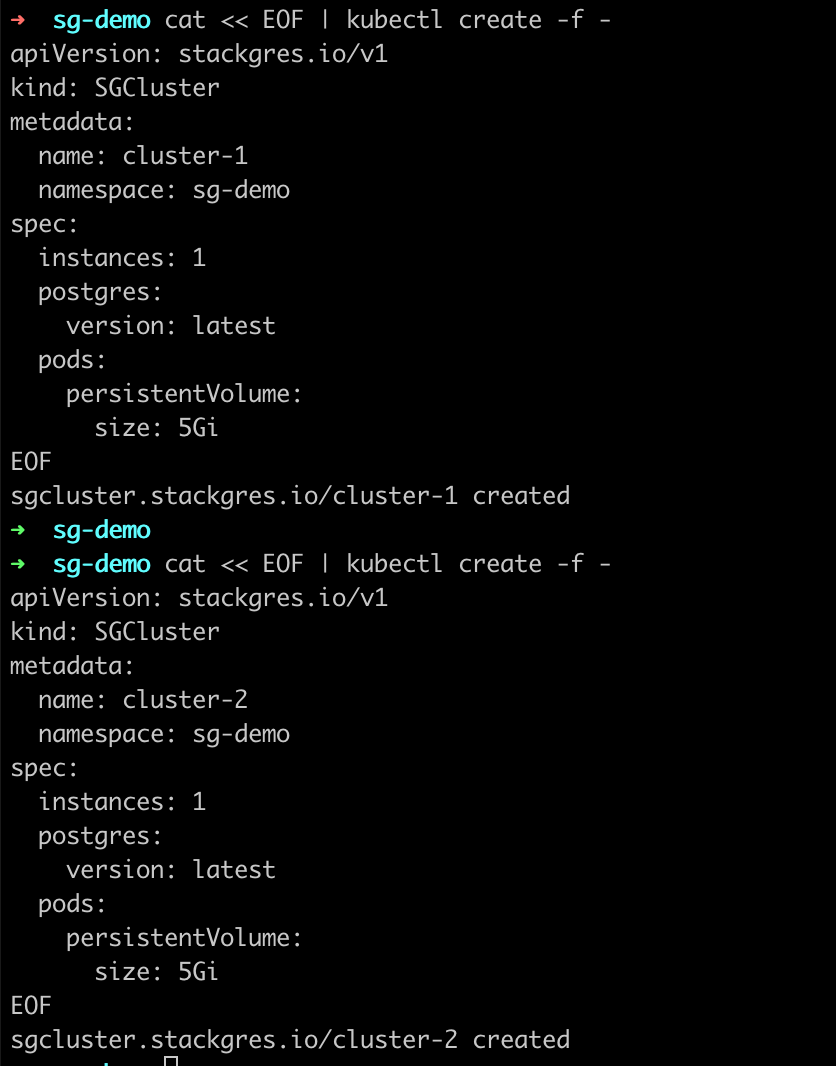 ➜  sg-demo cat << EOF | kubectl create -f -
apiVersion: stackgres.io/v1
kind: SGCluster
metadata:
  name: cluster-1
  namespace: sg-demo
spec:
  instances: 1
  postgres:
    version: latest
  pods:
    persistentVolume:
      size: 5Gi
EOF
sgcluster.stackgres.io/cluster-1 created
➜  sg-demo
➜  sg-demo cat << EOF | kubectl create -f -
apiVersion: stackgres.io/v1
kind: SGCluster
metadata:
  name: cluster-2
  namespace: sg-demo
spec:
  instances: 1
  postgres:
    version: latest
  pods:
    persistentVolume:
      size: 5Gi
EOF
sgcluster.stackgres.io/cluster-2 created